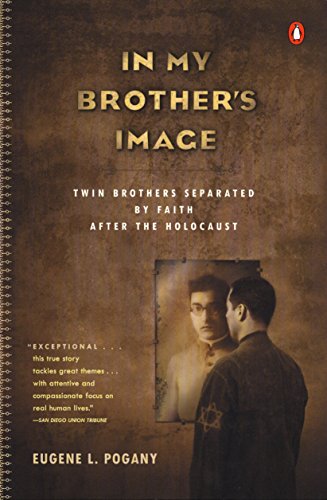 IN MY
BROTHER'S
IMAGE
TWIN BROTHERS SEPARATED
BY FAITH
AFTER THE HOLOCAUST
"EXCEPTIONAL . . .
this true story
tackles great themes . . .
with attentive and
compassionate focus on
real human lives."
—SAN DIEGO UNION TRIBUNE
EUGENE L. POGANY